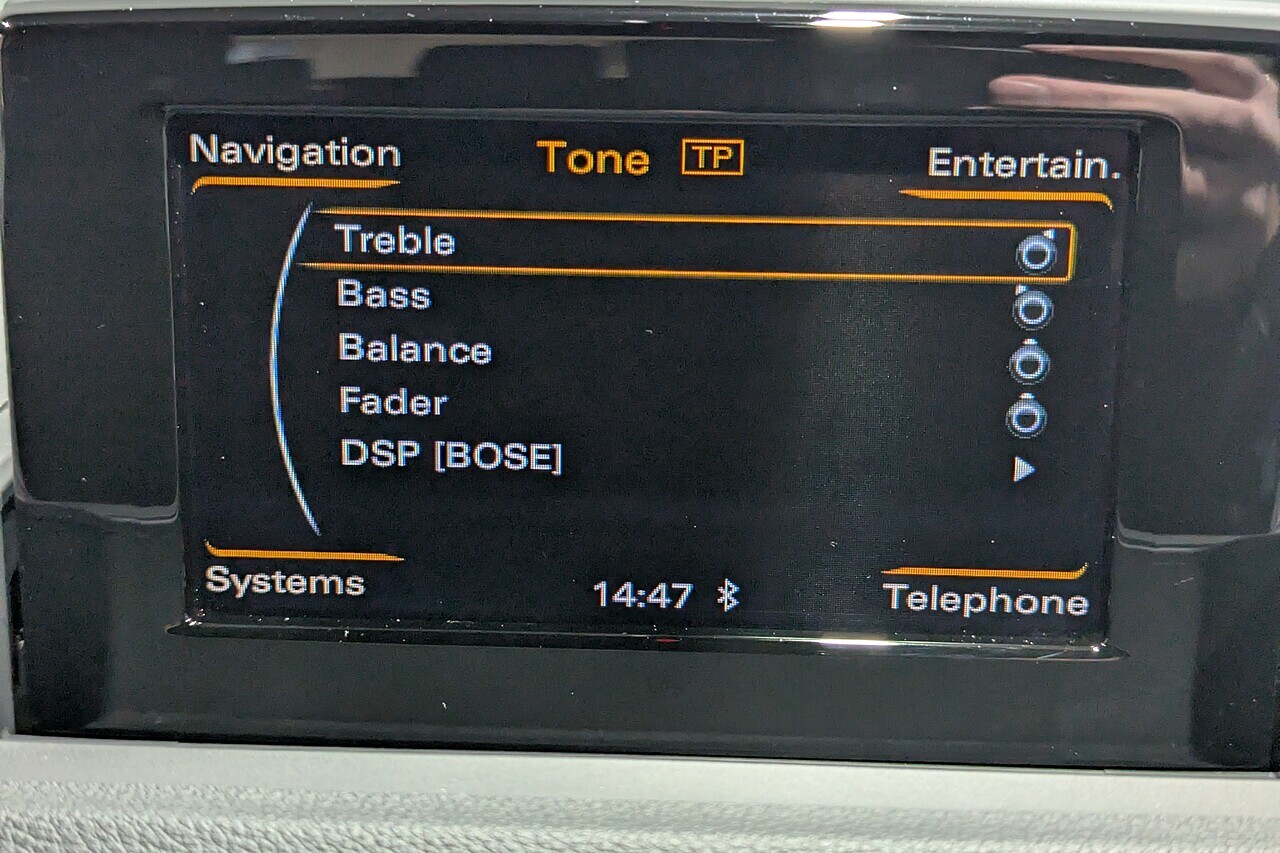 Navigation Tone TP Entertain.
Treble
Bass
Balance
Fader
DSP [BOSE]
Systems 14:47 Telephone